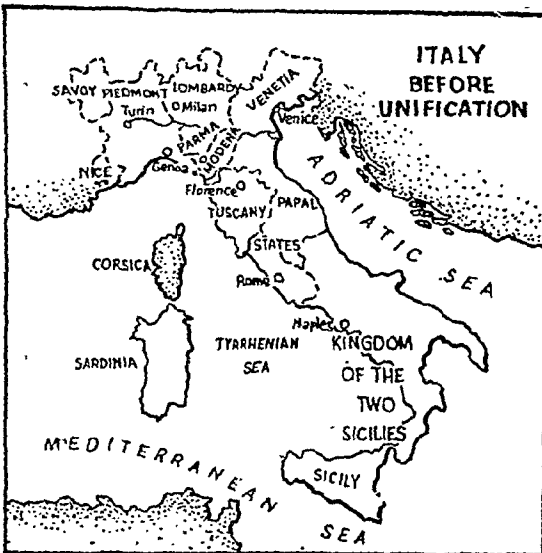 ITALY
BEFORE
UNIFICATION
SAVOY
PIEDMONT
LOMBARDY
VENETIA
Turin
Milan
Venice
PARMA
MODENA
Genoa
NICE
Florence
TUSCANY
PAPAL
STATES
ADRIATIC SEA
CORSICA
Rome
Naples
KINGDOM
OF THE
TWO
SICILIES
SARDINIA
TYRRHENIAN
SEA
MEDITERRANEAN SEA
SICILY